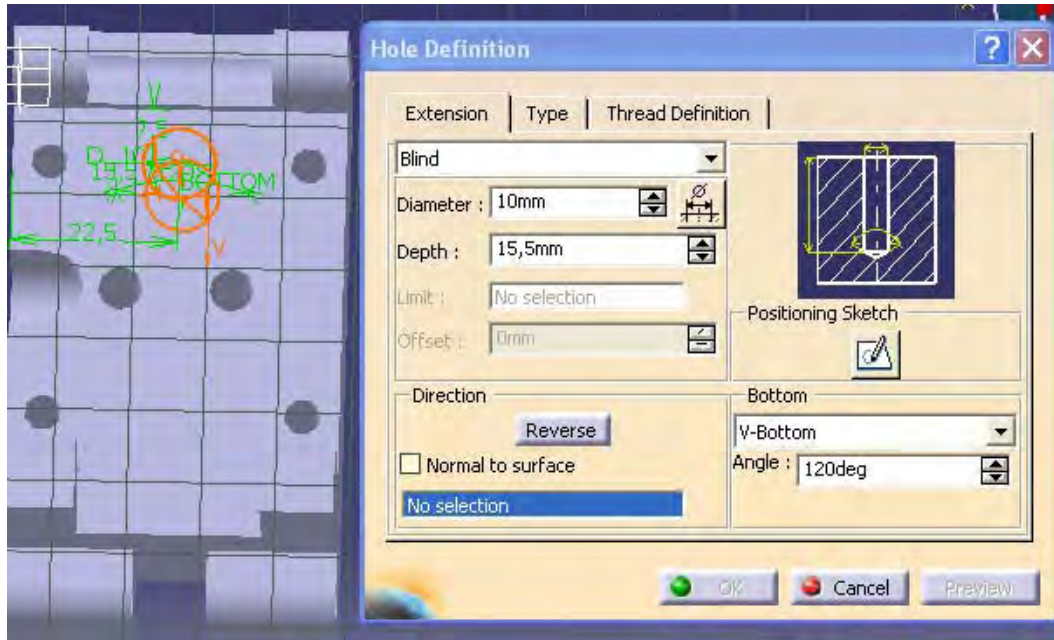 Hole Definition
? X
Extension
Type
Thread Definition
Blind
Diameter :
10mm
Depth :
15,5mm
Limit :
No selection
Offset :
0mm
Positioning Sketch
Direction
Reverse
Normal to surface
No selection
Bottom
V-Bottom
Angle :
120deg
OK
Cancel
Preview
V
BOTTOM
22,5
V